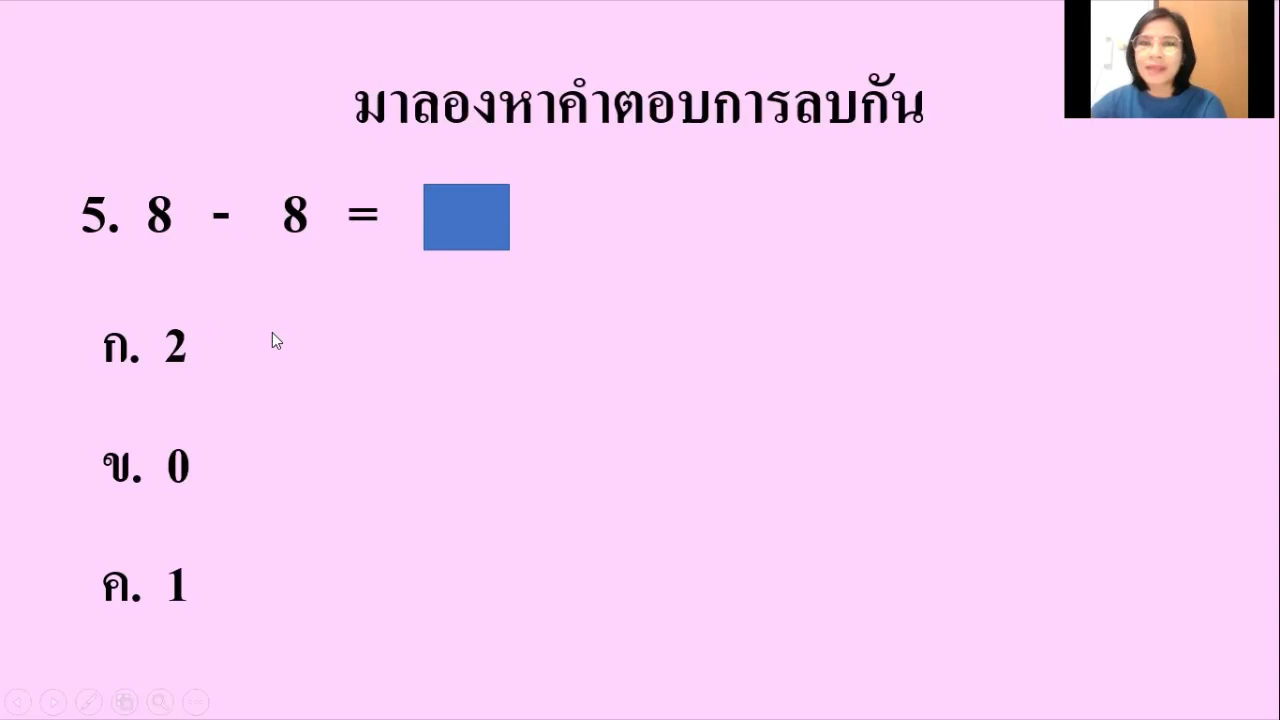 มาลองหาคำตอบการลบกัน
5. 8 - 8 =
ก. 2
ข. 0
ค. 1